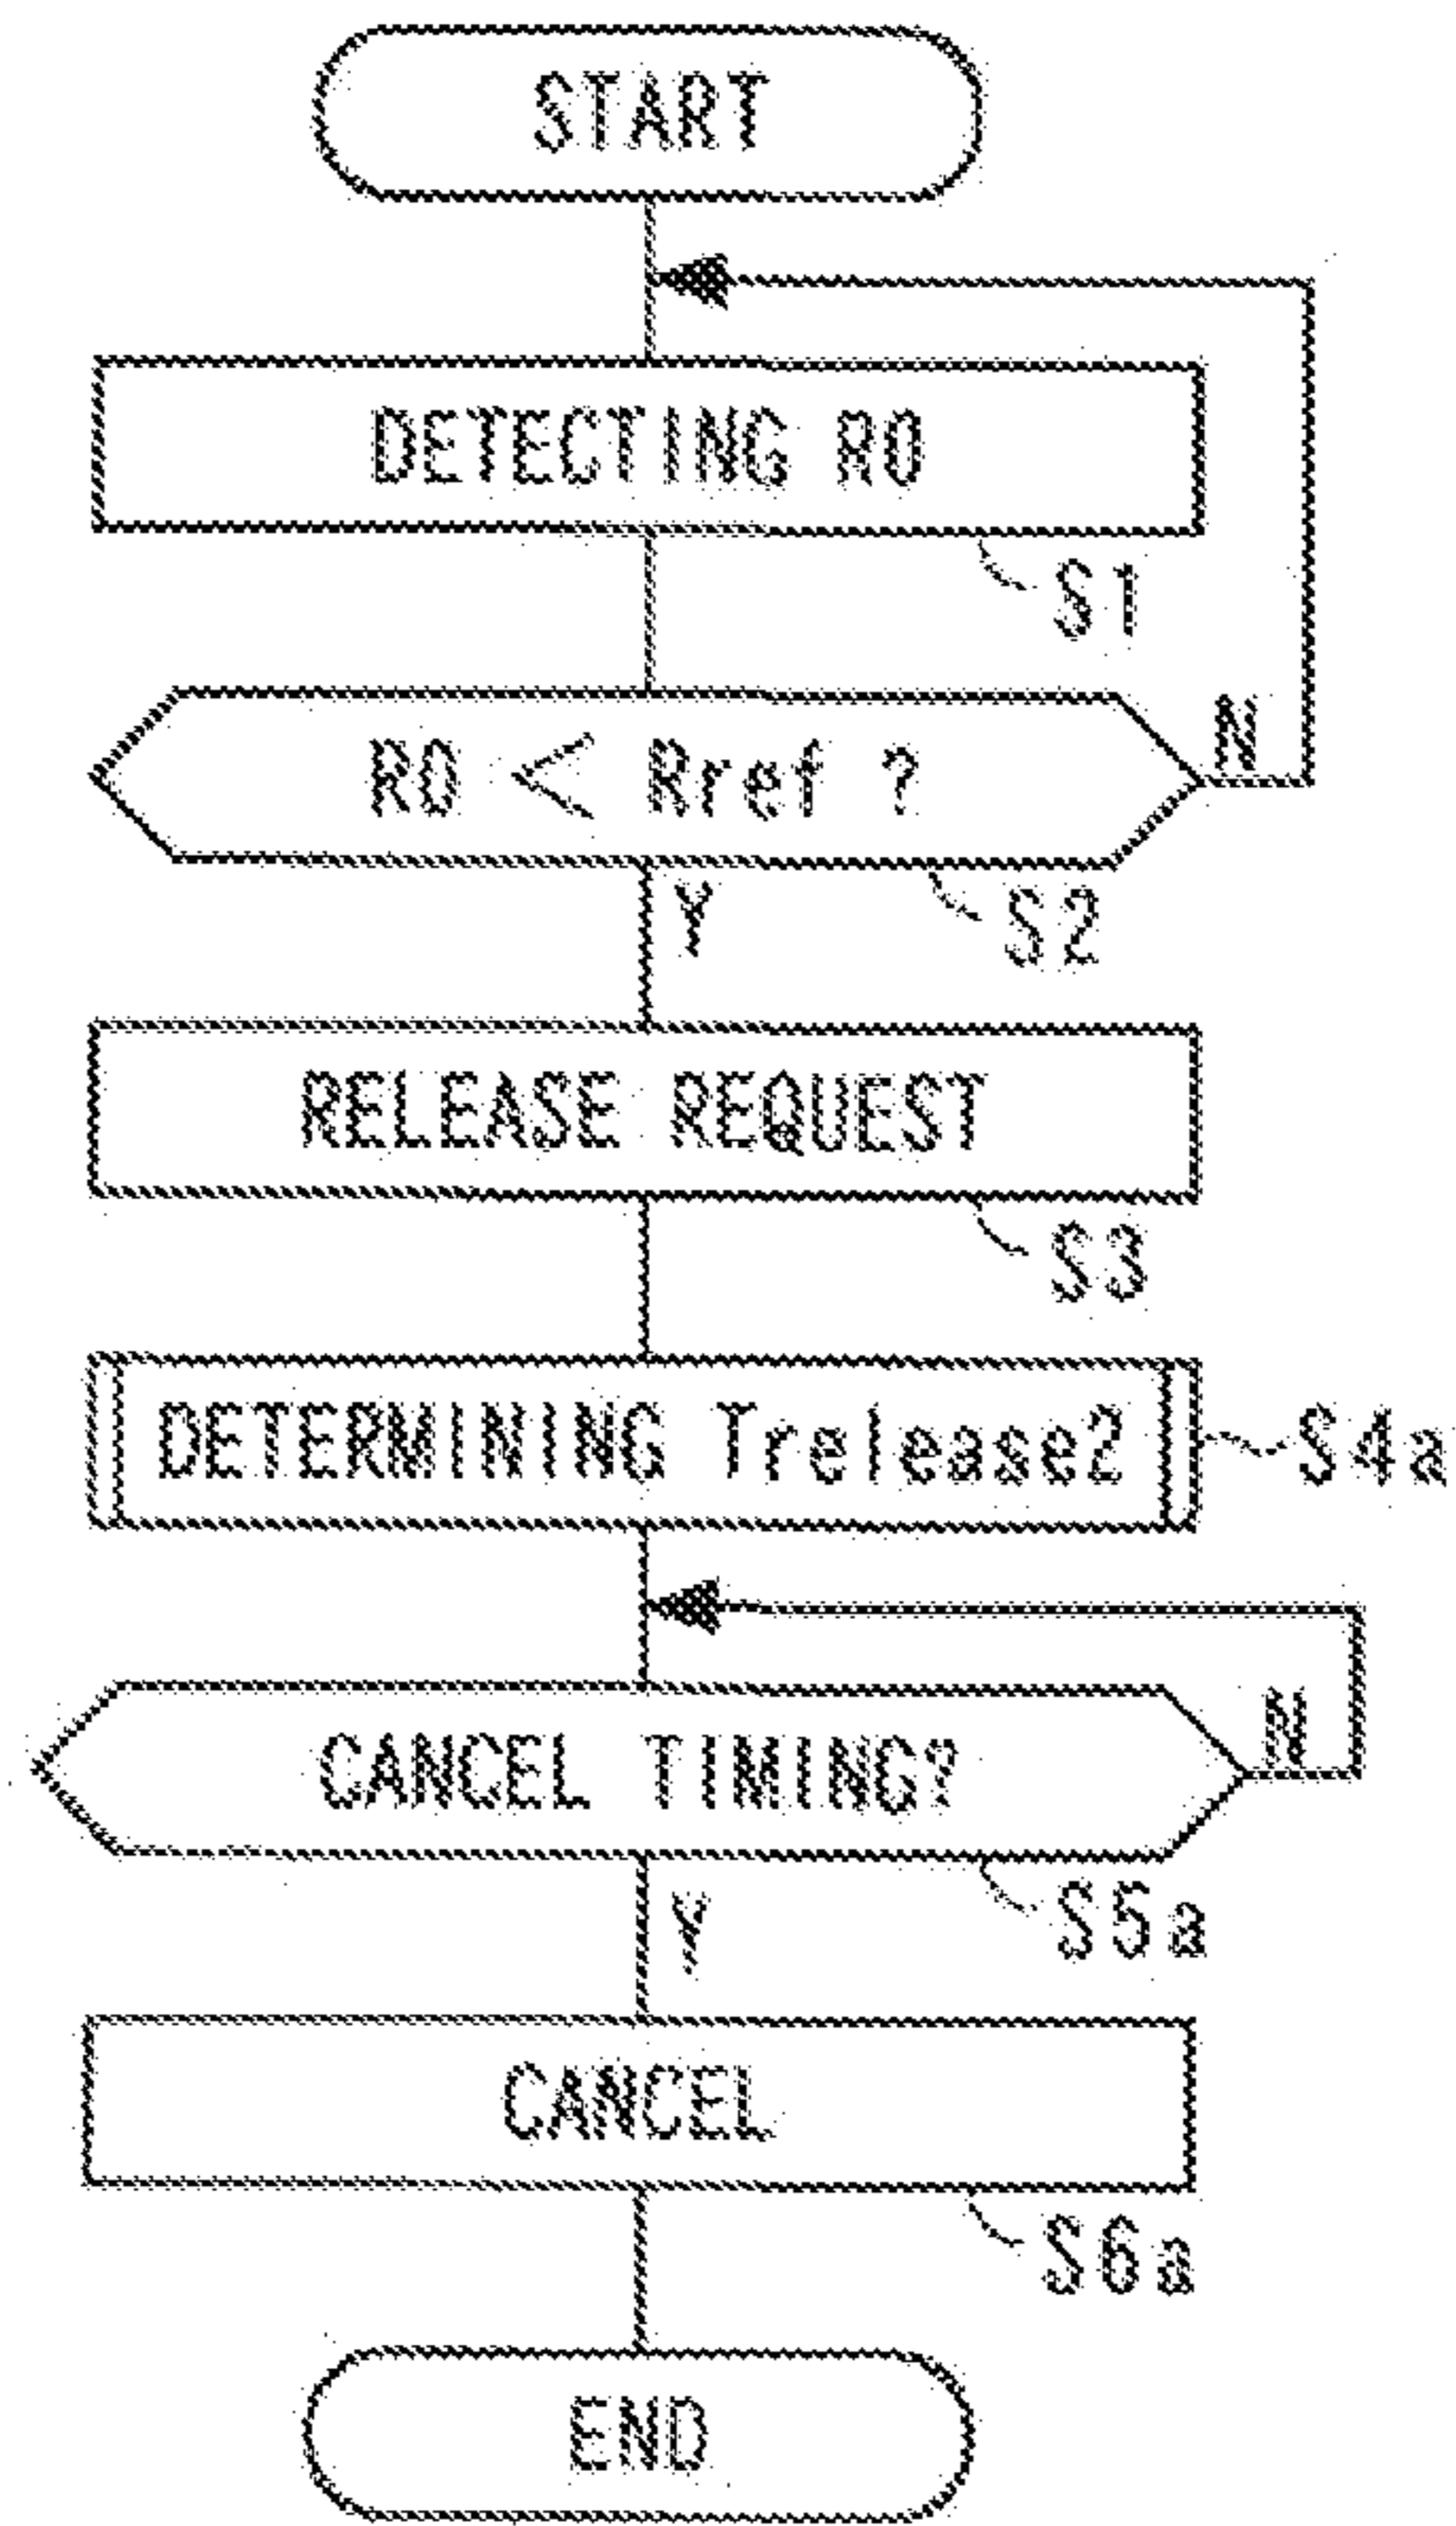 START
DETECTING R0
S1
R0 < Rref ?
N
Y
S2
RELEASE REQUEST
S3
DETERMINING Trelease2
S4a
CANCEL TIMING?
N
Y
S5a
CANCEL
S6a
END